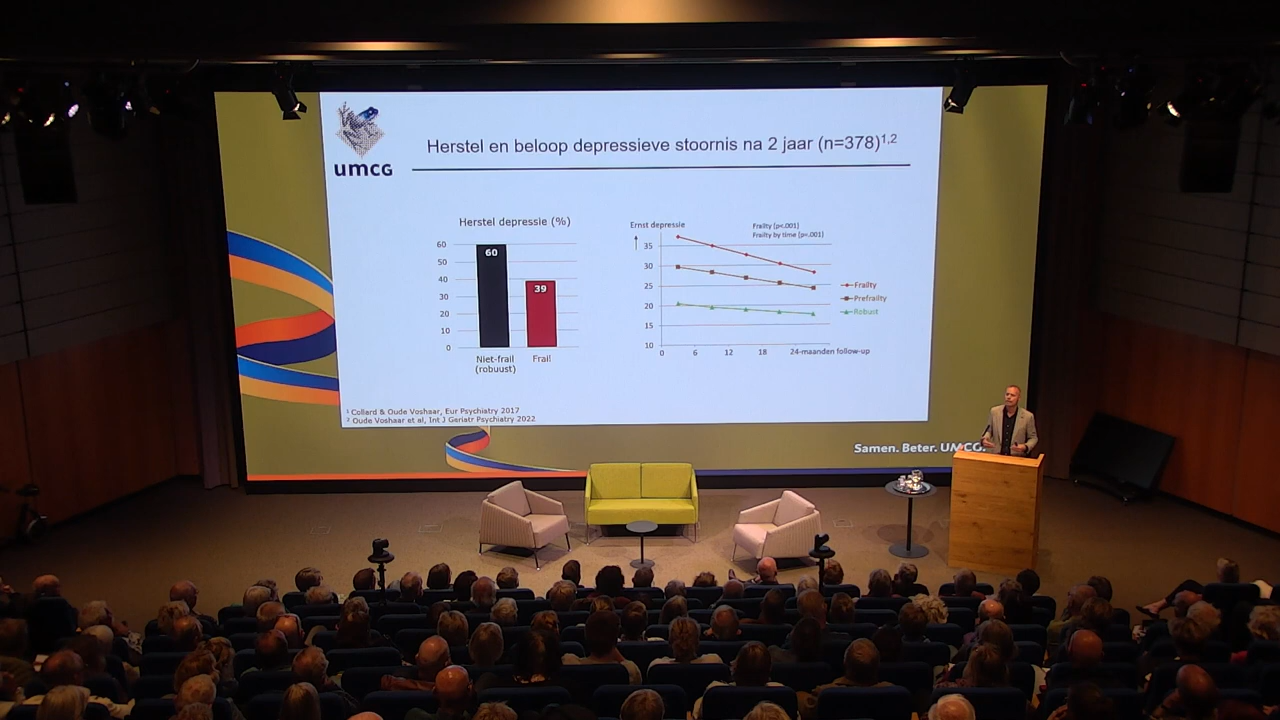 umcg
Herstel en beloop depressieve stoornis na 2 jaar (n=378)1,2
Herstel depressie (%)
60
50
40
30
20
10
0
60
39
Niet-frail
(robuust)
Frail
Ernst depressie
Frailty (p<.001)
Frailty by time (p<.001)
35
30
25
20
15
10
0 6 12 18 24-maanden follow-up
Frailty
Prefrailty
Robust
1 Collard & Oude Voshaar, Eur Psychiatry 2017
2 Oude Voshaar et al, Int J Geriatr Psychiatry 2022
Samen. Beter. UMCG.